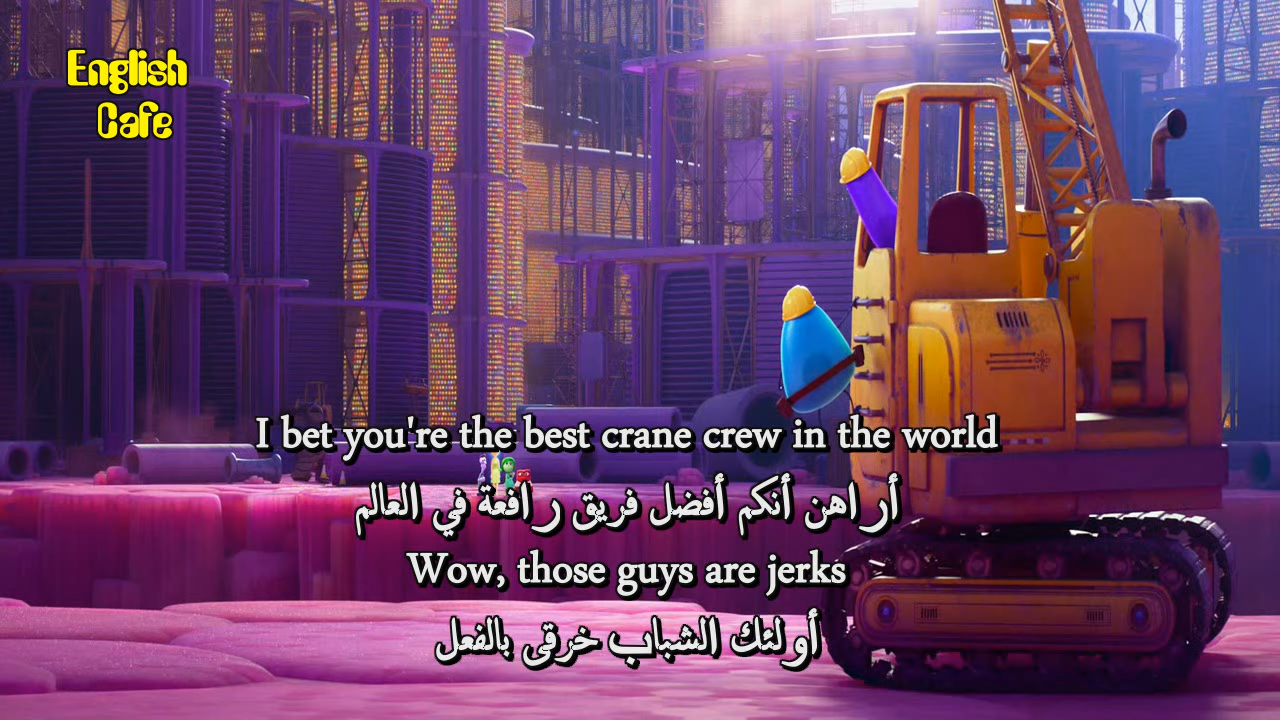 English
Cafe
I bet you're the best crane crew in the world
أراهن أنكم أفضل فريق رافعة في العالم
Wow, those guys are jerks
أولئك الشباب خرقى بالفعل